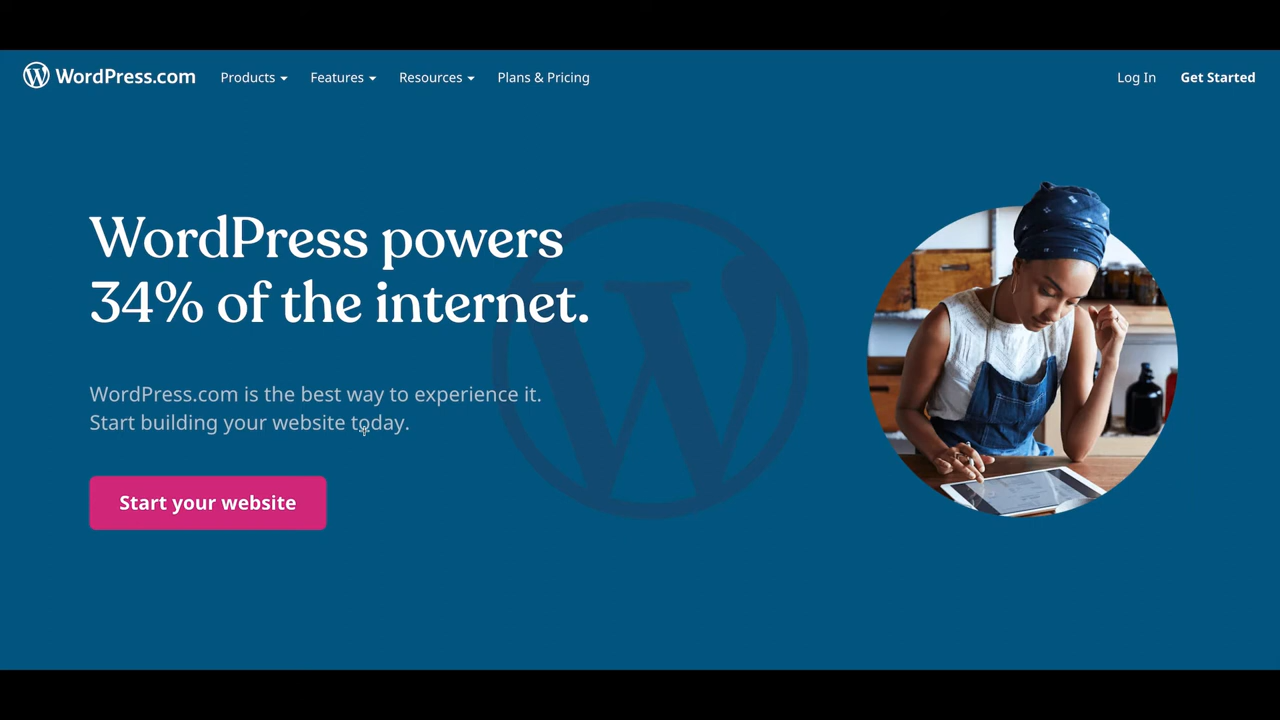 WordPress.com
Products
Features
Resources
Plans & Pricing
Log In
Get Started
WordPress powers
34% of the internet.
WordPress.com is the best way to experience it.
Start building your website today.
Start your website